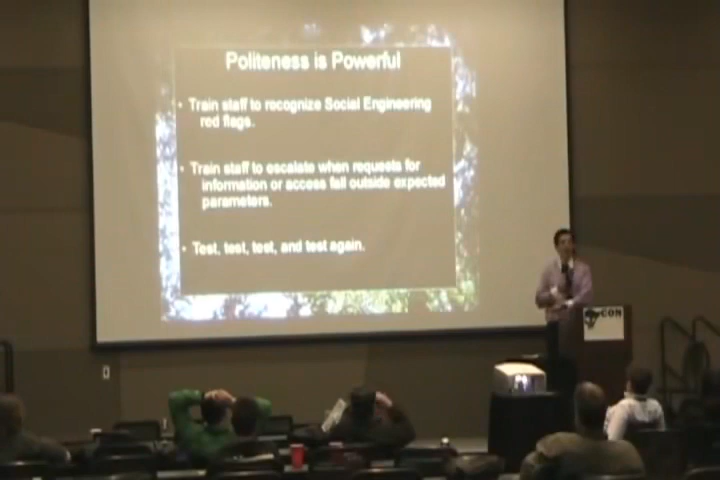 Politeness is Powerful
• Train staff to recognize Social Engineering
red flags.
• Train staff to escalate when requests for
information or access fall outside expected
parameters.
• Test, test, test, and test again.
CON